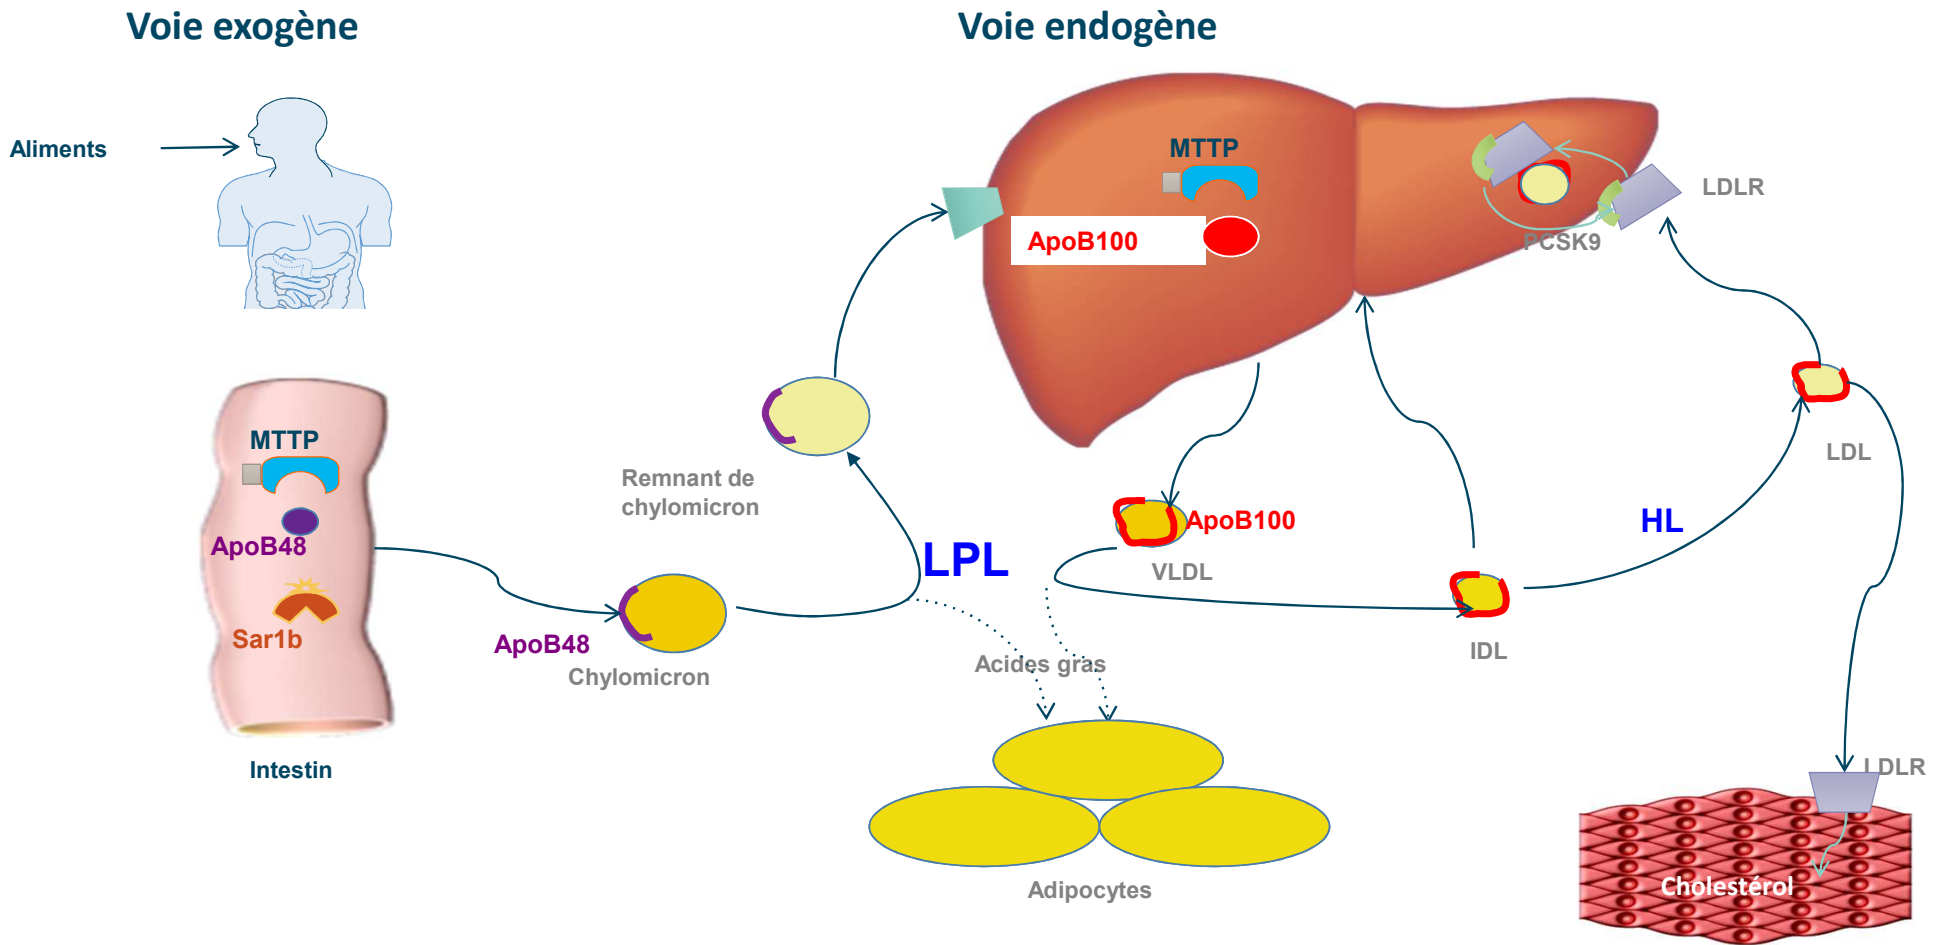 Voie exogène
Voie endogène
Aliments
MTTP
ApoB100
LDLR
PCSK9
MTTP
ApoB48
Sar1b
Intestin
Remnant de
chylomicron
ApoB48
Chylomicron
LPL
Acides gras
Adipocytes
ApoB100
VLDL
IDL
HL
LDL
LDLR
Cholestérol